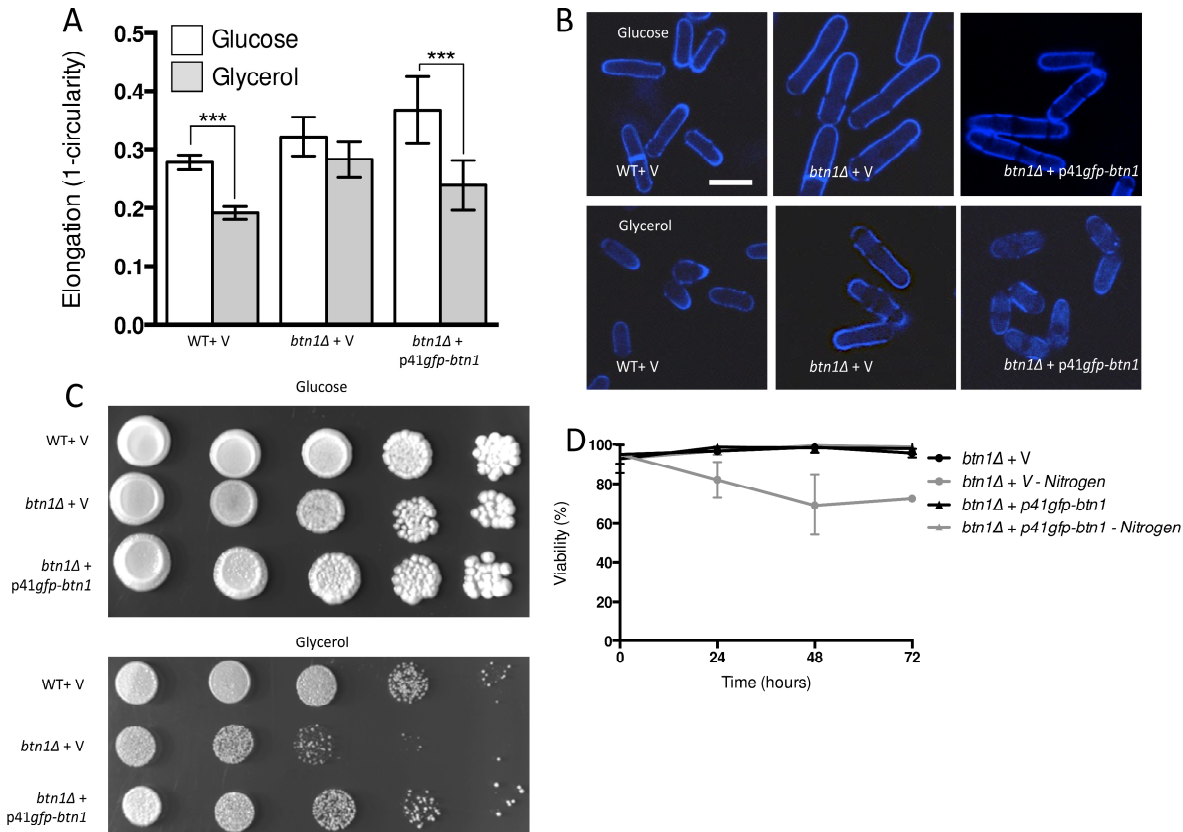 A
0.5
0.4
0.3
0.2
0.1
0.0
Elongation (1-circularity)
Glucose
Glycerol
***
***
WT+ V
btn1Δ + V
btn1Δ +
p41gfp-btn1
B
Glucose
WT+ V
btn1Δ + V
btn1Δ + p41gfp-btn1
Glycerol
WT+ V
btn1Δ + V
btn1Δ + p41gfp-btn1
C
Glucose
WT+ V
btn1Δ + V
btn1Δ +
p41gfp-btn1
Glycerol
WT+ V
btn1Δ + V
btn1Δ +
p41gfp-btn1
D
100
80
60
40
20
0
Viability (%)
0 24 48 72
Time (hours)
btn1Δ + V
btn1Δ + V - Nitrogen
btn1Δ + p41gfp-btn1
btn1Δ + p41gfp-btn1 - Nitrogen